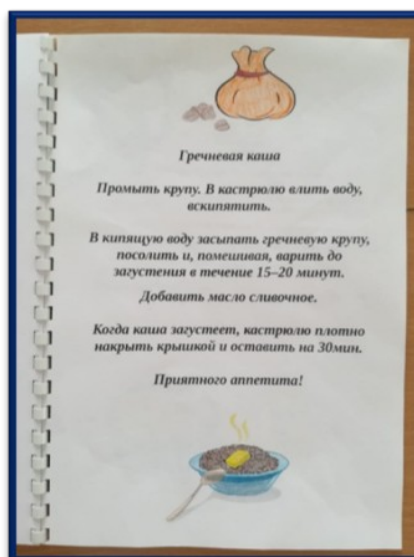 Гречневая каша
Промыть крупу. В кастрюлю влить воду,
вскипятить.
В кипящую воду засыпать гречневую крупу,
посолить и, помешивая, варить до
загустения в течение 15–20 минут.
Добавить масло сливочное.
Когда каша загустеет, кастрюлю плотно
накрыть крышкой и оставить на 30мин.
Приятного аппетита!